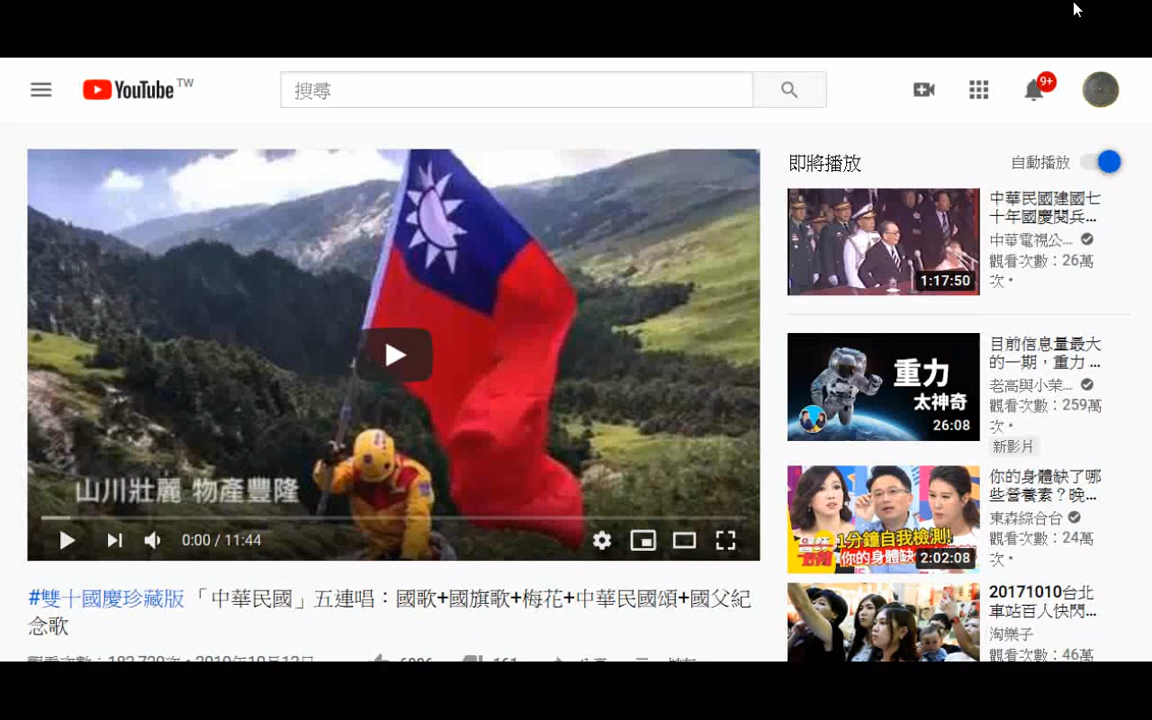 YouTube TW
搜尋
9+
山川壯麗 物產豐隆
0:00 / 11:44
#雙十國慶珍藏版 「中華民國」五連唱：國歌+國旗歌+梅花+中華民國頌+國父紀
念歌
即將播放
自動播放
1:17:50
中華民國建國七
十年國慶閱兵...
中華電視公...
觀看次數：26萬
次•
重力
太神奇
26:08
目前信息量最大
的一期，重力 ...
老高與小茉...
觀看次數：259萬
次•
新影片
1分鐘自我檢測!
你的身體缺
2:02:08
你的身體缺了哪
些營養素？晚...
東森綜合台
觀看次數：24萬
次•
20171010台北
車站百人快閃...
淘樂子
觀看次數：46萬